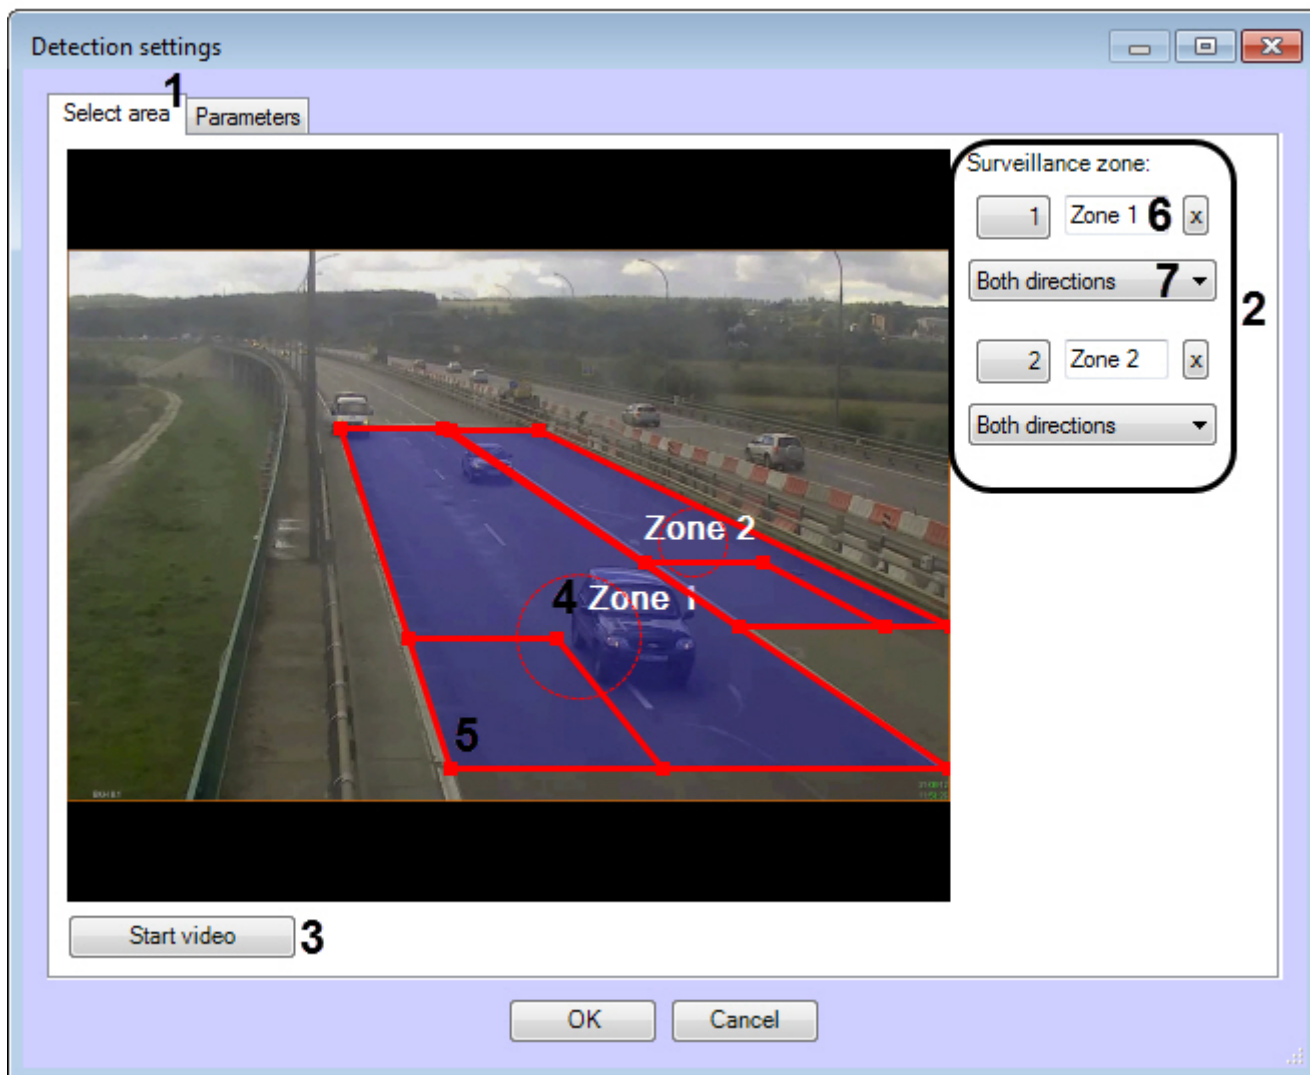 Detection settings
1
Select area
Parameters
Surveillance zone:
1
Zone 1
6
x
Both directions
7
2
2
Zone 2
x
Both directions
Zone 2
4
Zone 1
5
Start video
3
OK
Cancel